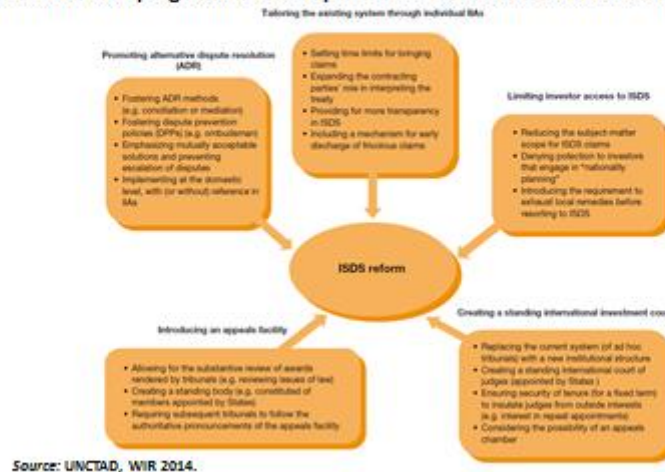 Tailoring the existing system through individual IIAs
Promoting alternative dispute resolution
(ADR)
• Fostering ADR methods
(e.g. conciliation or mediation)
• Fostering dispute prevention
policies (DPPs) (e.g. ombudsman)
• Emphasizing mutually acceptable
solutions and preventing
escalation of disputes
• Implementing at the domestic
level, with (or without) reference in
IIAs
• Setting time limits for bringing
claims
• Expanding the contracting
parties' role in interpreting the
treaty
• Providing for more transparency
in ISDS
• Including a mechanism for early
discharge of frivolous claims
Limiting investor access to ISDS
• Reducing the subject-matter
scope for ISDS claims
• Denying protection to investors
that engage in "nationality
planning"
• Introducing the requirement to
exhaust local remedies before
resorting to ISDS
ISDS reform
Introducing an appeals facility
• Allowing for the substantive review of awards
rendered by tribunals (e.g. reviewing issues of law)
• Creating a standing body (e.g. constituted of
members appointed by States)
• Requiring subsequent tribunals to follow the
authoritative pronouncements of the appeals facility
Creating a standing international investment cou
• Replacing the current system (of ad hoc
tribunals) with a new institutional structure
• Creating a standing international court of
judges (appointed by States )
• Ensuring security of tenure (for a fixed term)
to insulate judges from outside interests
(e.g. interest in repeat appointments)
• Considering the possibility of an appeals
chamber
Source: UNCTAD, WIR 2014.